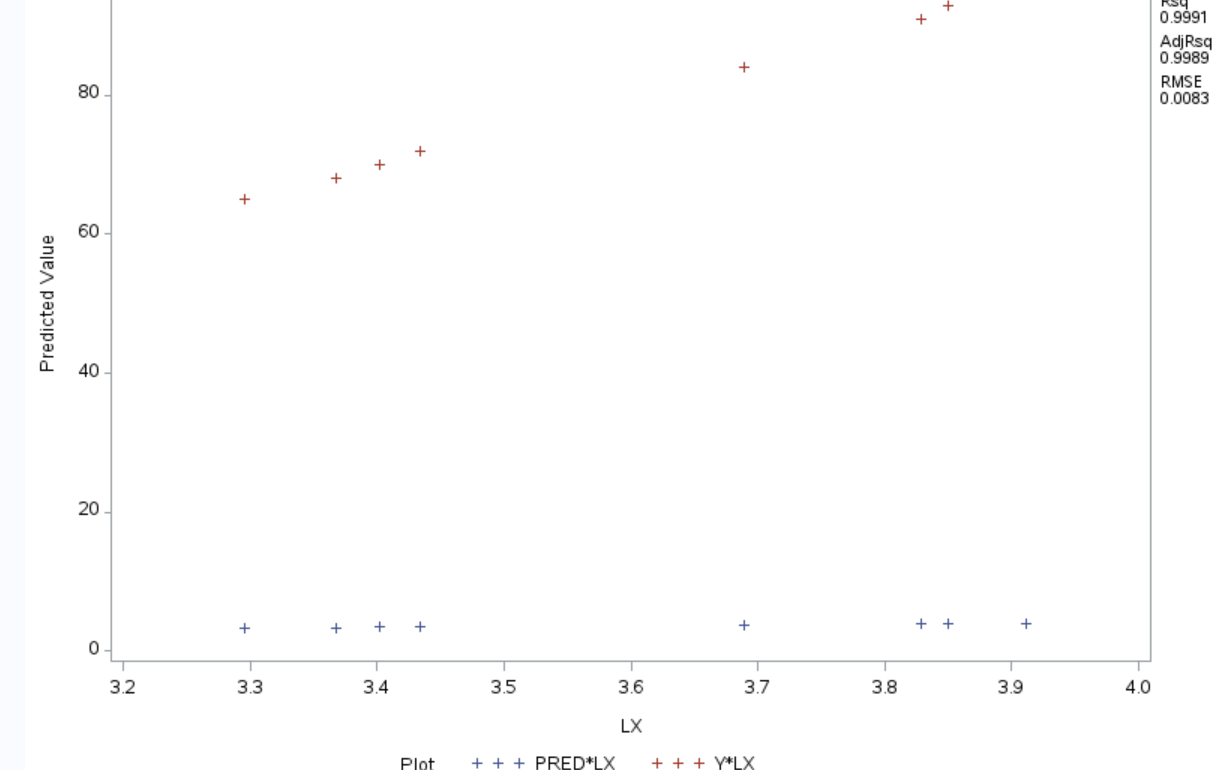 Rsq
0.9991
AdjRsq
0.9989
RMSE
0.0083
80
60
40
20
0
Predicted Value
3.2 3.3 3.4 3.5 3.6 3.7 3.8 3.9 4.0
LX
Plot + + + PRED*LX + + + Y*LX